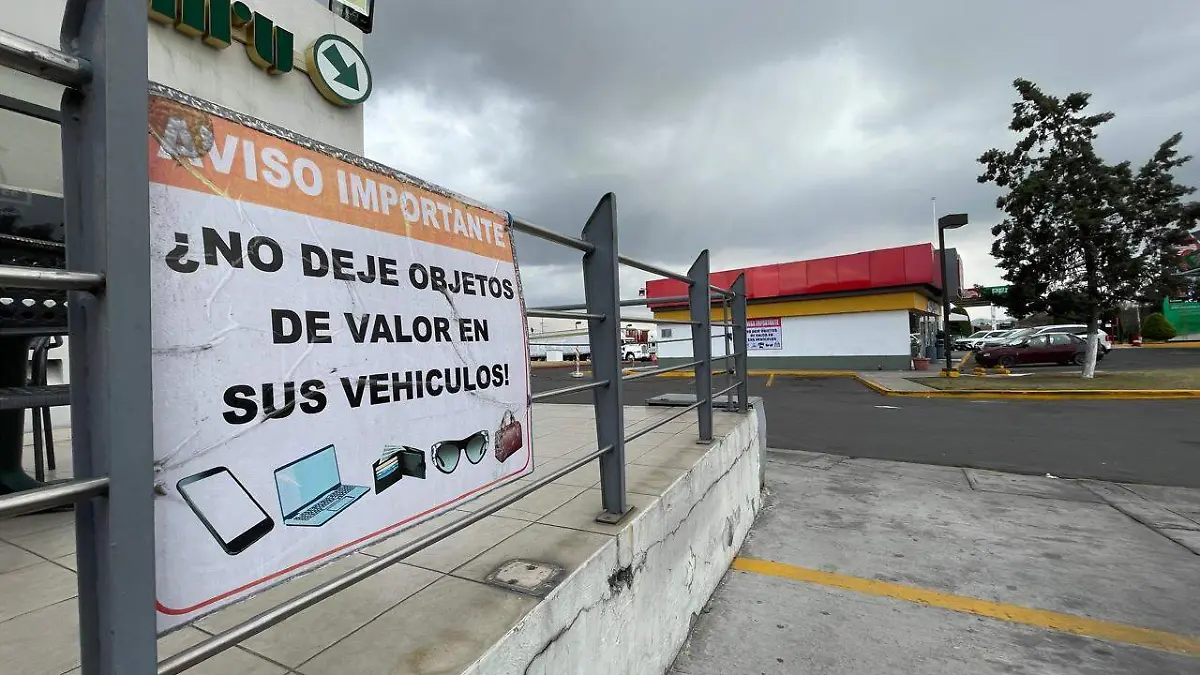 AVISO IMPORTANTE
¿NO DEJE OBJETOS
DE VALOR EN
SUS VEHICULOS!